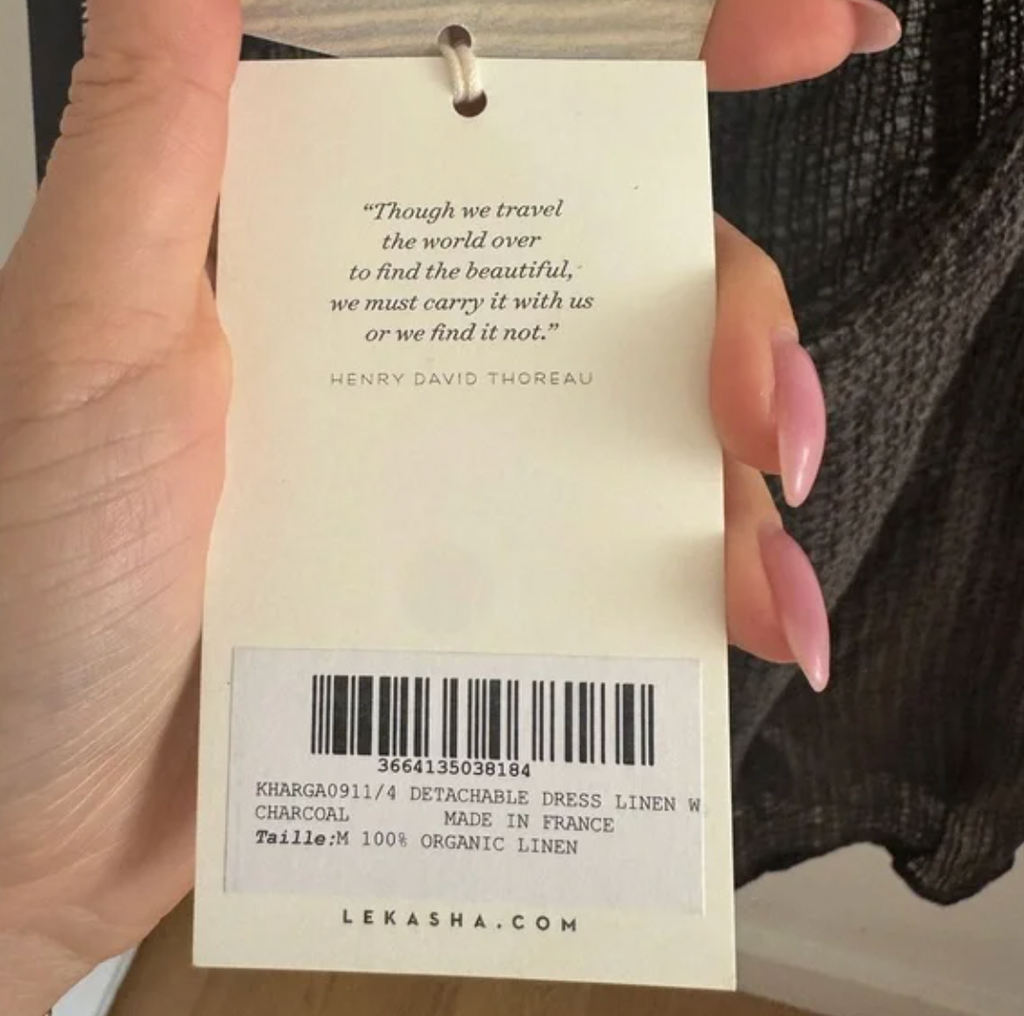 “Though we travel
the world over
to find the beautiful,
we must carry it with us
or we find it not.”
HENRY DAVID THOREAU
3664135038184
KHARGA0911/4 DETACHABLE DRESS LINEN W
CHARCOAL MADE IN FRANCE
Taille:M 100% ORGANIC LINEN
LEKASHA.COM